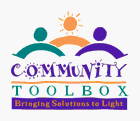 COMMUNITY
TOOLBOX
Bringing Solutions to Light